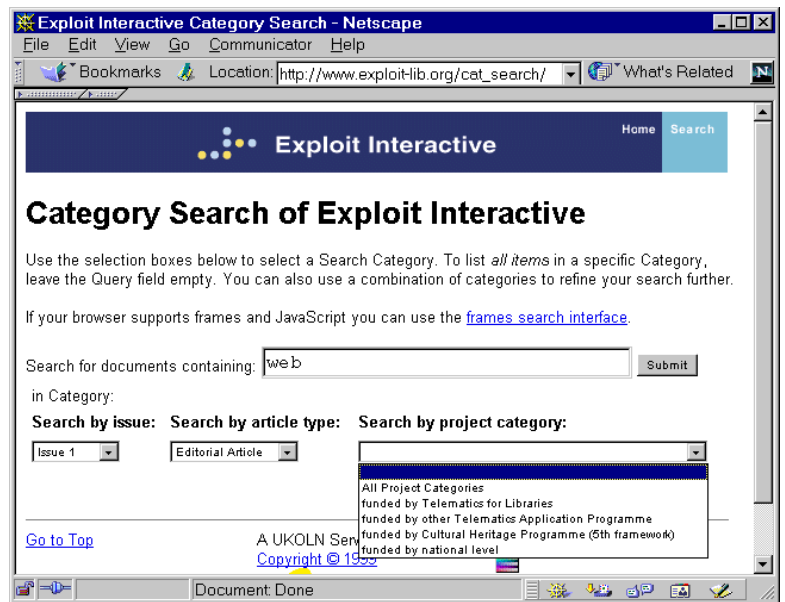 Exploit Interactive Category Search - Netscape
File Edit View Go Communicator Help
Bookmarks Location: http://www.exploit-lib.org/cat_search/ What's Related N
Exploit Interactive Home Search
Category Search of Exploit Interactive
Use the selection boxes below to select a Search Category. To list all items in a specific Category,
leave the Query field empty. You can also use a combination of categories to refine your search further.
If your browser supports frames and JavaScript you can use the frames search interface.
Search for documents containing: web Submit
in Category:
Search by issue: Search by article type: Search by project category:
Issue 1 Editorial Article
All Project Categories
funded by Telematics for Libraries
funded by other Telematics Application Programme
funded by Cultural Heritage Programme (5th framework)
funded by national level
Go to Top A UKOLN
Copyright © 1999
Document: Done